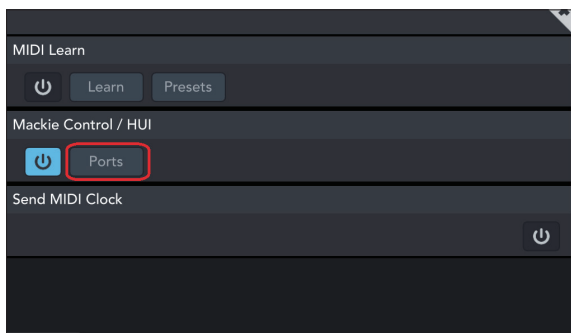 MIDI Learn
Learn Presets
Mackie Control / HUI
Ports
Send MIDI Clock